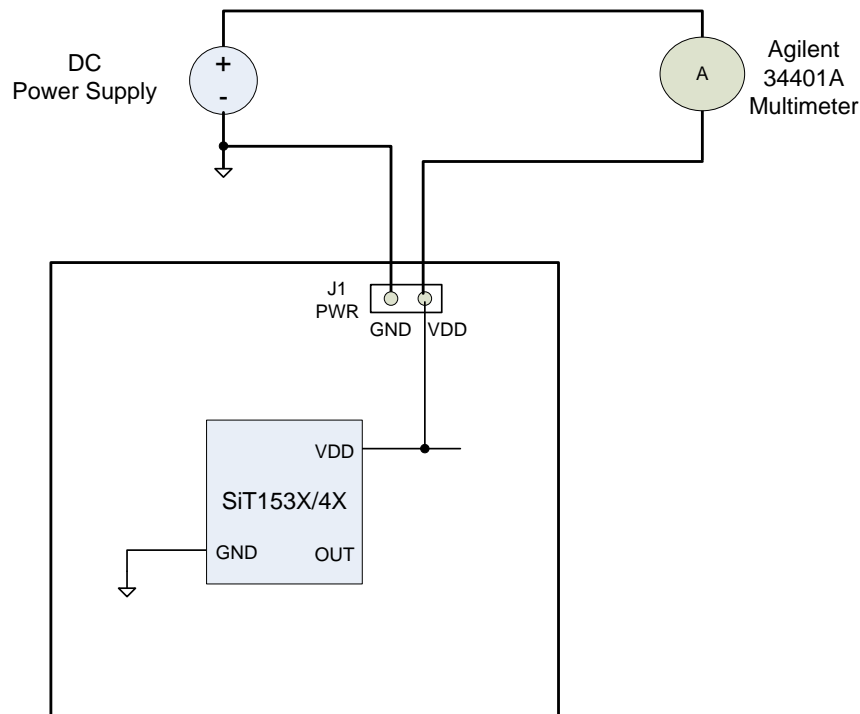 DC
Power Supply
+
-
A
Agilent
34401A
Multimeter
J1
PWR
GND
VDD
VDD
SiT153X/4X
GND
OUT